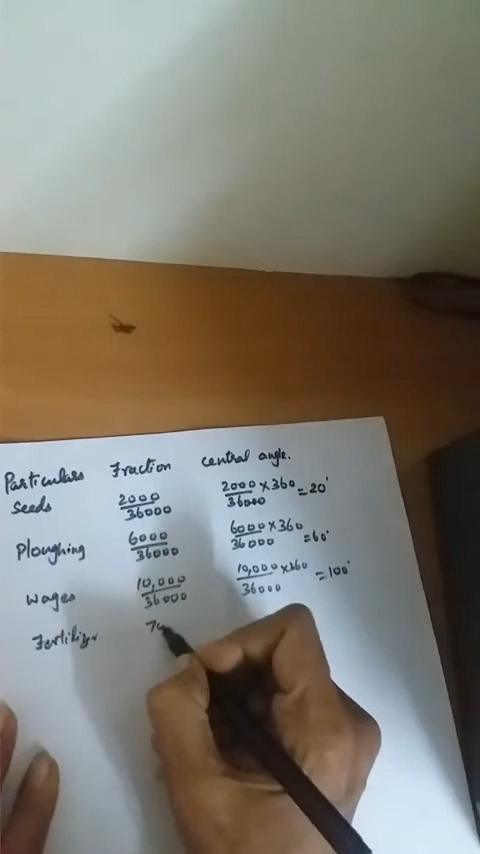 Particulars Fraction central angle.
Seeds 2000/36000 2000/36000 × 360 = 20°
Ploughing 6000/36000 6000/36000 × 360 = 60°
Wages 10,000/36000 10,000/36000 × 360 = 100°
Fertilizer